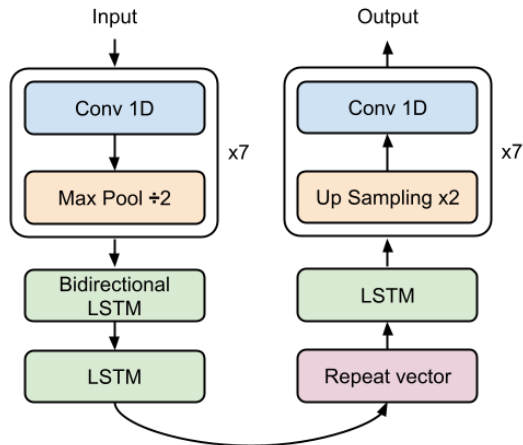 Input
Conv 1D
Max Pool ÷2
x7
Bidirectional
LSTM
LSTM
Output
Conv 1D
Up Sampling x2
x7
LSTM
Repeat vector